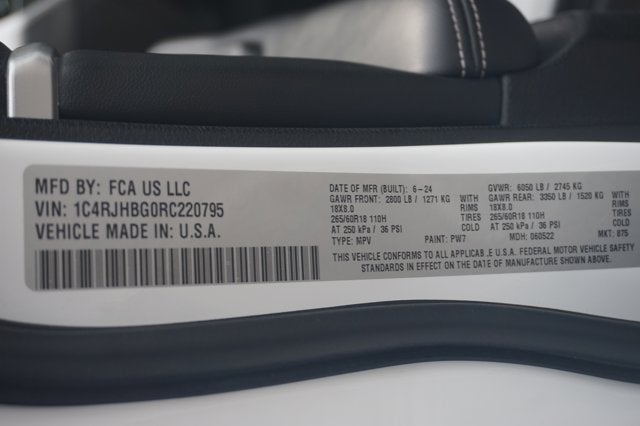 MFD BY: FCA US LLC
VIN: 1C4RJHBG0RC220795
VEHICLE MADE IN: U.S.A.
DATE OF MFR (BUILT) 6-24 GVWR: 6050 LB / 2745 KG
GAWR FRONT: 2800 LB / 1271 KG WITH GAWR REAR: 3350 LB / 1520 KG WITH
18X8.0 RIMS 18X8.0 RIMS
265/60R18 110H TIRES 265/60R18 110H TIRES
AT 250 kPa / 36 PSI COLD AT 250 kPa / 36 PSI COLD
TYPE: MPV PAINT: PW7 MDH: 060522 MKT: 875
THIS VEHICLE CONFORMS TO ALL APPLICAB .E U.S.A. FEDERAL MOTOR VEHICLE SAFETY
STANDARDS IN EFFECT ON THE DATE OF MANUFACTURE SHOWN ABOVE.